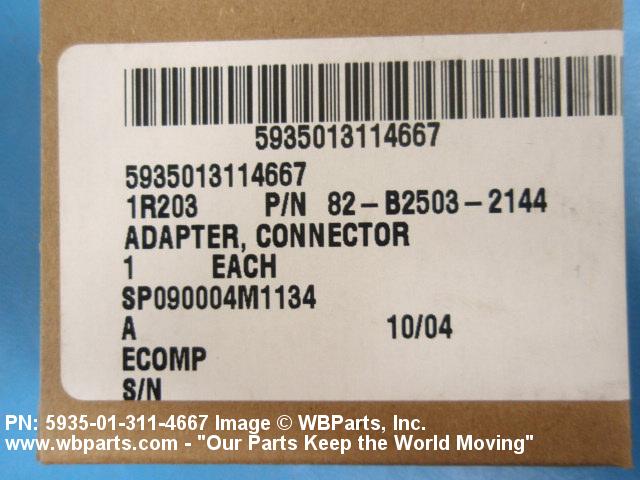 5935013114667
5935013114667
1R203 P/N 82-B2503-2144
ADAPTER, CONNECTOR
1 EACH
SP090004M1134
A 10/04
ECOMP
S/N
PN: 5935-01-311-4667 Image © WBParts, Inc.
www.wbparts.com - "Our Parts Keep the World Moving"